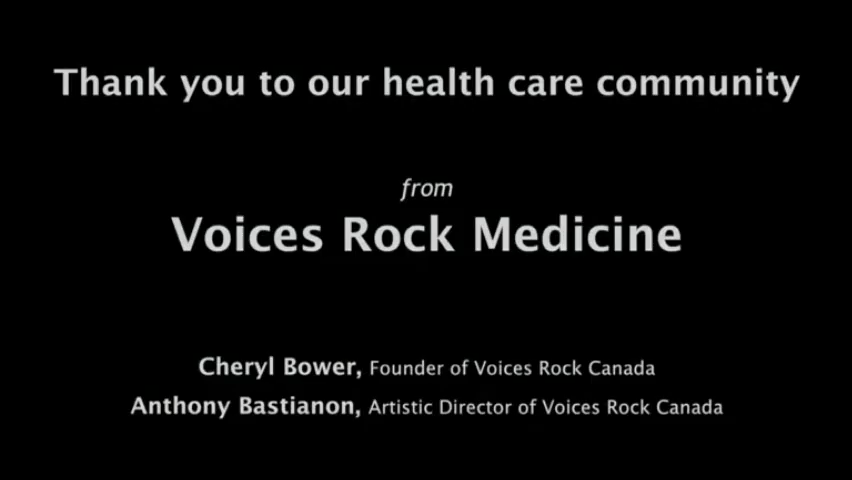 Thank you to our health care community
from
Voices Rock Medicine
Cheryl Bower, Founder of Voices Rock Canada
Anthony Bastianon, Artistic Director of Voices Rock Canada